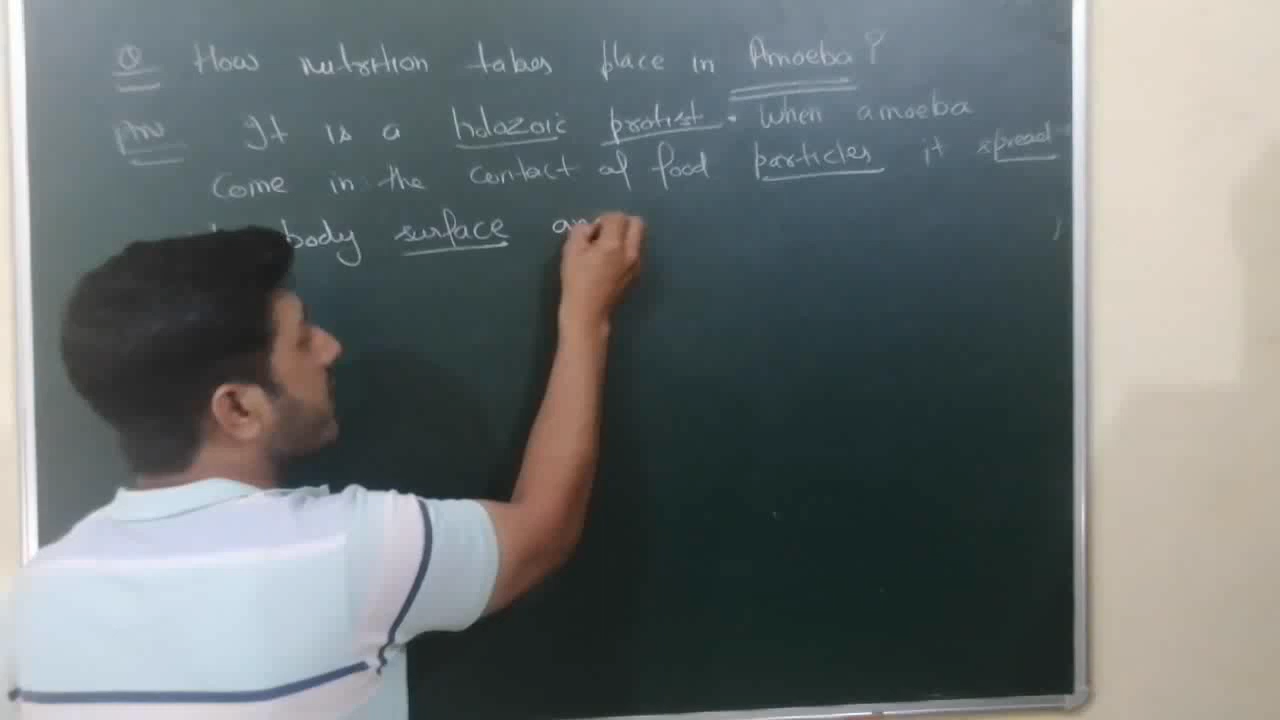 Q How nutrition takes place in Amoeba?
Ans It is a holozoic protist. When amoeba
come in the contact of food particles it spread
body surface an